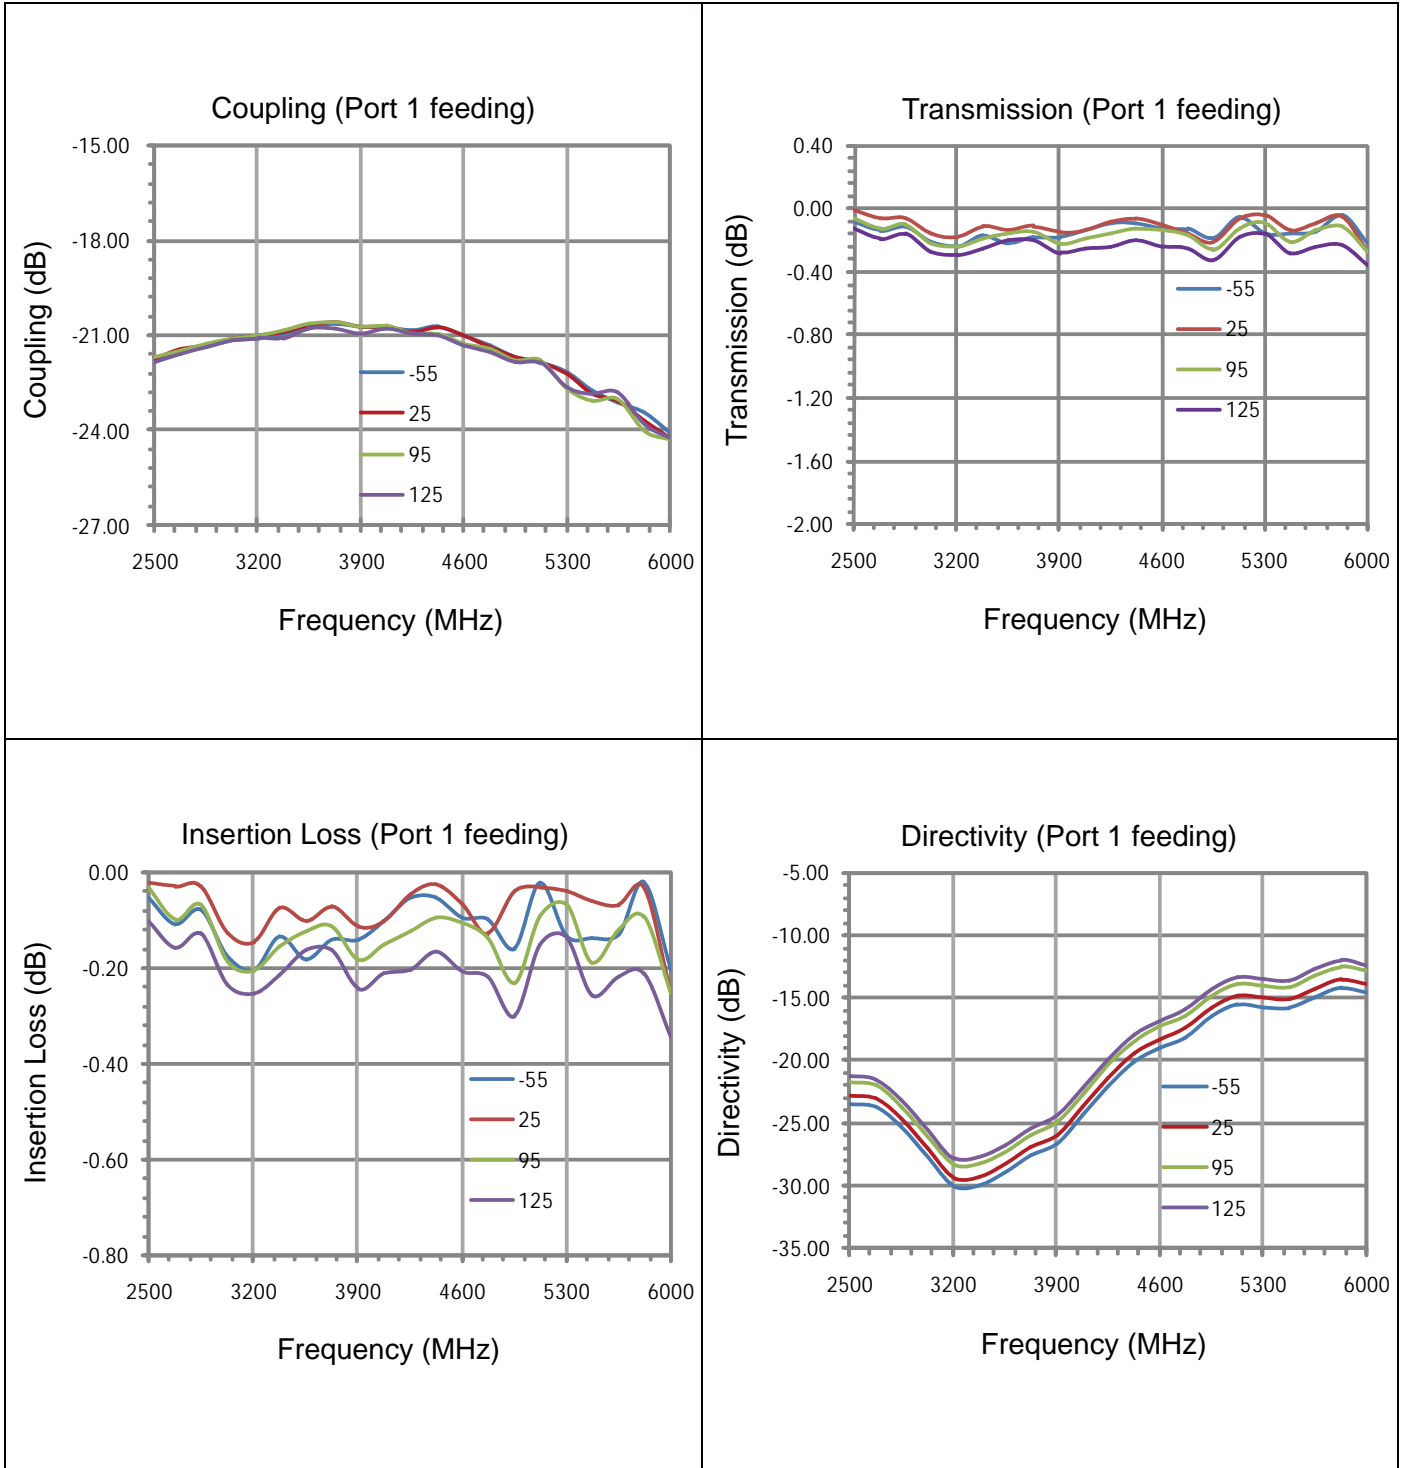 Coupling (Port 1 feeding)
-15.00
-18.00
-21.00
-24.00
-27.00
Coupling (dB)
-55
25
95
125
2500 3200 3900 4600 5300 6000
Frequency (MHz)
Transmission (Port 1 feeding)
0.40
0.00
-0.40
-0.80
-1.20
-1.60
-2.00
Transmission (dB)
-55
25
95
125
2500 3200 3900 4600 5300 6000
Frequency (MHz)
Insertion Loss (Port 1 feeding)
0.00
-0.20
-0.40
-0.60
-0.80
Insertion Loss (dB)
-55
25
95
125
2500 3200 3900 4600 5300 6000
Frequency (MHz)
Directivity (Port 1 feeding)
-5.00
-10.00
-15.00
-20.00
-25.00
-30.00
-35.00
Directivity (dB)
-55
25
95
125
2500 3200 3900 4600 5300 6000
Frequency (MHz)